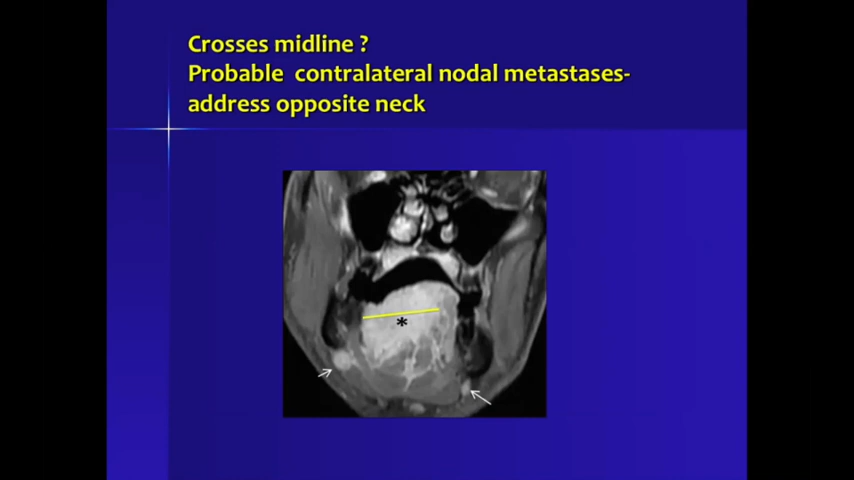 Crosses midline ?
Probable contralateral nodal metastases-
address opposite neck
*